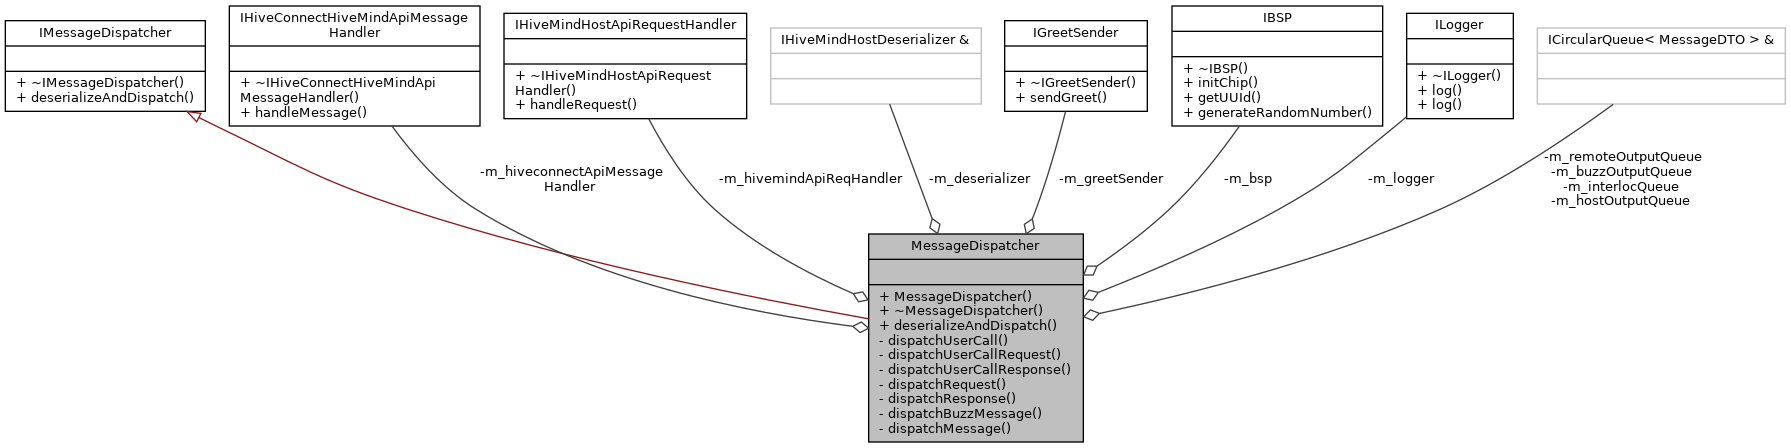 IMessageDispatcher
+ ~IMessageDispatcher()
+ deserializeAndDispatch()
IHiveConnectHiveMindApiMessage
Handler
+ ~IHiveConnectHiveMindApi
MessageHandler()
+ handleMessage()
IHiveMindHostApiRequestHandler
+ ~IHiveMindHostApiRequest
Handler()
+ handleRequest()
IHiveMindHostDeserializer &
IGreetSender
+ ~IGreetSender()
+ sendGreet()
IBSP
+ ~IBSP()
+ initChip()
+ getUUId()
+ generateRandomNumber()
ILogger
+ ~ILogger()
+ log()
+ log()
ICircularQueue< MessageDTO > &
-m_hiveconnectApiMessage
Handler
-m_hivemindApiReqHandler
-m_deserializer
-m_greetSender
-m_bsp
-m_logger
-m_remoteOutputQueue
-m_buzzOutputQueue
-m_interlocQueue
-m_hostOutputQueue
MessageDispatcher
+ MessageDispatcher()
+ ~MessageDispatcher()
+ deserializeAndDispatch()
- dispatchUserCall()
- dispatchUserCallRequest()
- dispatchUserCallResponse()
- dispatchRequest()
- dispatchResponse()
- dispatchBuzzMessage()
- dispatchMessage()